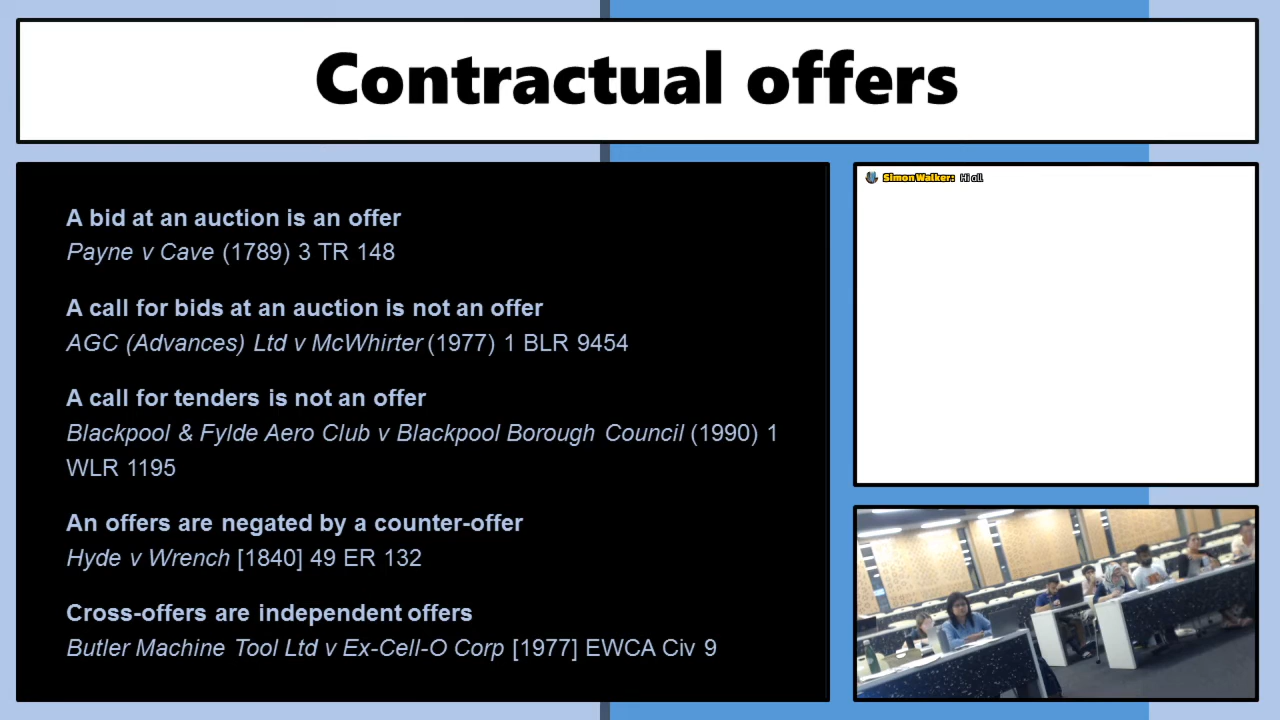 Contractual offers
A bid at an auction is an offer
Payne v Cave (1789) 3 TR 148
A call for bids at an auction is not an offer
AGC (Advances) Ltd v McWhirter (1977) 1 BLR 9454
A call for tenders is not an offer
Blackpool & Fylde Aero Club v Blackpool Borough Council (1990) 1
WLR 1195
An offers are negated by a counter-offer
Hyde v Wrench [1840] 49 ER 132
Cross-offers are independent offers
Butler Machine Tool Ltd v Ex-Cell-O Corp [1977] EWCA Civ 9
Simon Walker: Hi all